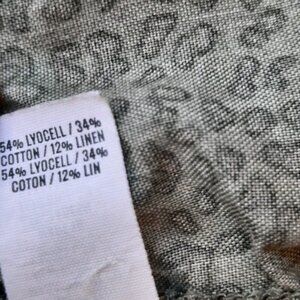 54% LYOCELL / 34%
COTTON / 12% LINEN
54% LYOCELL / 34%
COTON / 12% LIN